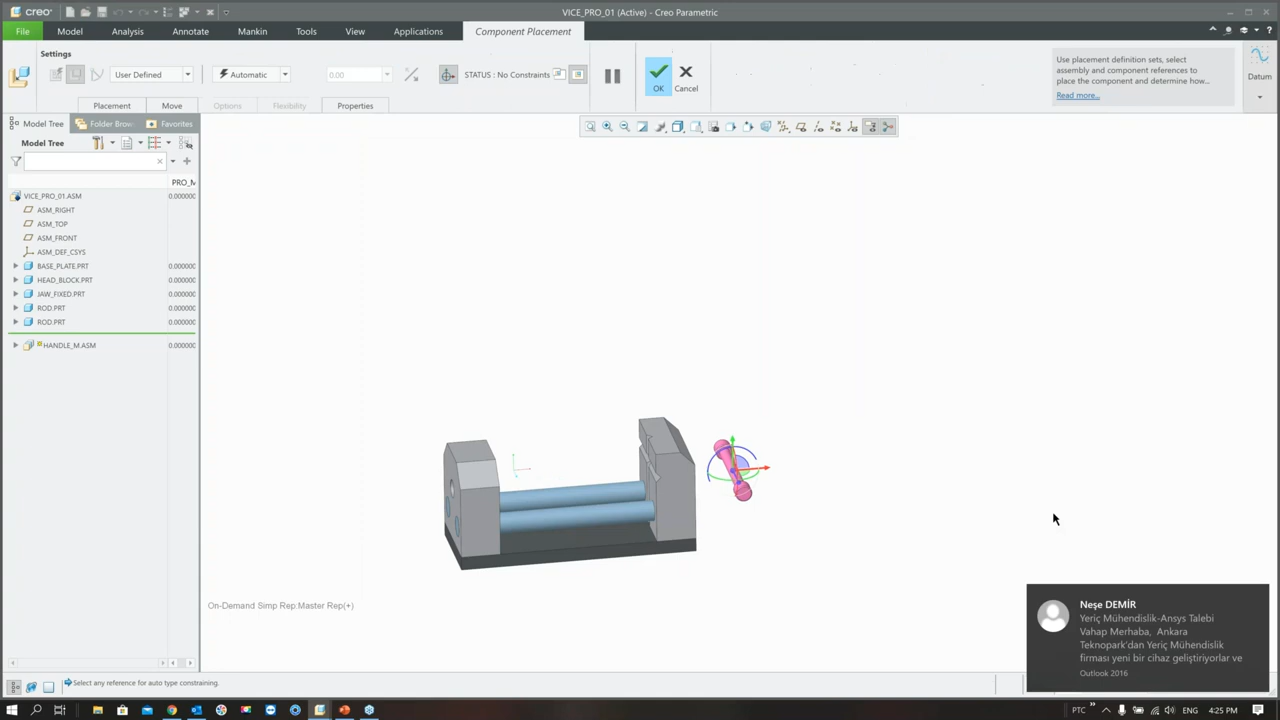 creo
VICE_PRO_01 (Active) - Creo Parametric
File
Model
Analysis
Annotate
Mankin
Tools
View
Applications
Component Placement
Settings
User Defined
Automatic
0.00
STATUS : No Constraints
OK
Cancel
Use placement definition sets, select
assembly and component references to
place the component and determine how...
Read more...
Datum
Placement
Move
Options
Flexibility
Properties
Model Tree
Folder Brow
Favorites
Model Tree
PRO_M
VICE_PRO_01.ASM
0.000000
ASM_RIGHT
ASM_TOP
ASM_FRONT
ASM_DEF_CSYS
BASE_PLATE.PRT
0.000000
HEAD_BLOCK.PRT
0.000000
JAW_FIXED.PRT
0.000000
ROD.PRT
0.000000
ROD.PRT
0.000000
HANDLE_M.ASM
0.000000
On-Demand Simp Rep:Master Rep(+)
Neşe DEMİR
Yeriç Mühendislik-Ansys Talebi
Vahap Merhaba, Ankara
Teknopark'dan Yeriç Mühendislik
firması yeni bir cihaz geliştiriyorlar ve
Outlook 2016
Select any reference for auto type constraining.
PTC
ENG
4:25 PM